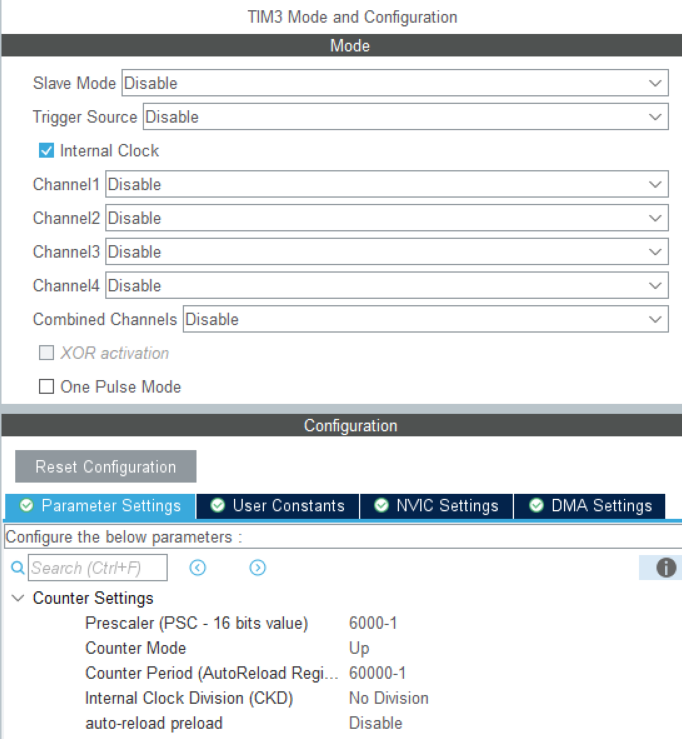 TIM3 Mode and Configuration
Mode
Slave Mode Disable
Trigger Source Disable
Internal Clock
Channel1 Disable
Channel2 Disable
Channel3 Disable
Channel4 Disable
Combined Channels Disable
XOR activation
One Pulse Mode
Configuration
Reset Configuration
Parameter Settings User Constants NVIC Settings DMA Settings
Configure the below parameters :
Search (Ctrl+F)
Counter Settings
Prescaler (PSC - 16 bits value) 6000-1
Counter Mode Up
Counter Period (AutoReload Regi... 60000-1
Internal Clock Division (CKD) No Division
auto-reload preload Disable